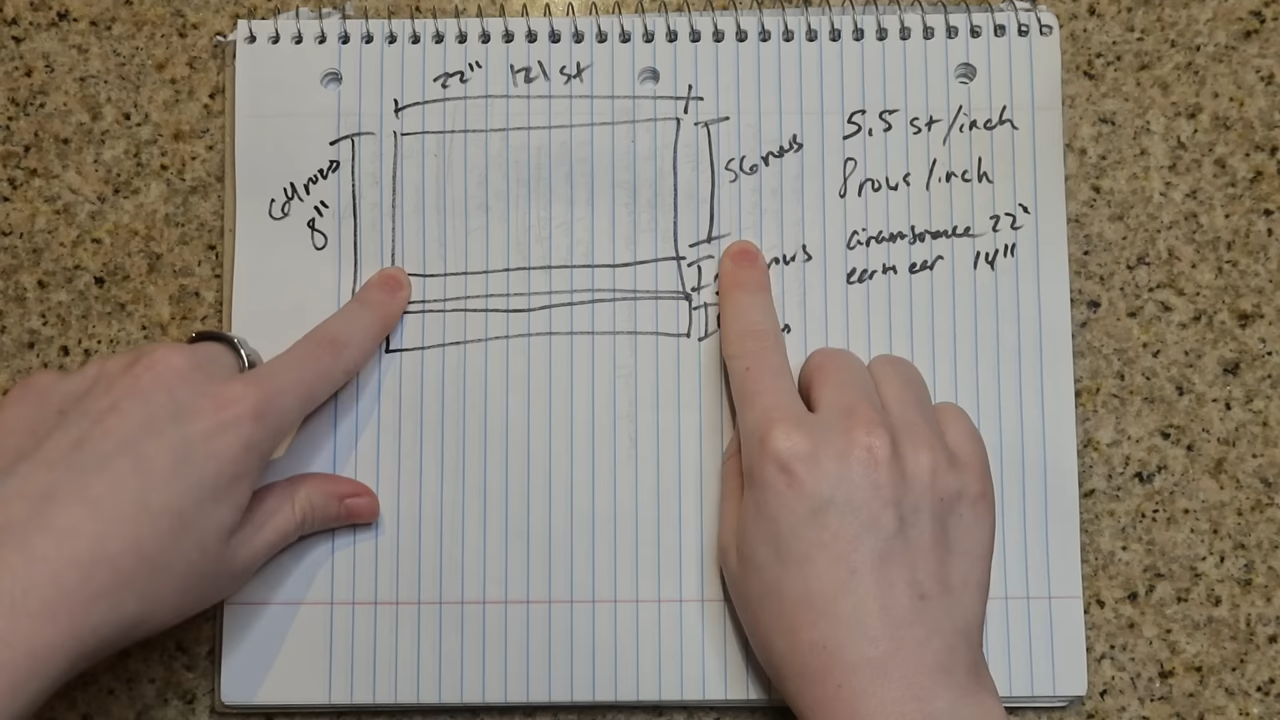 22" 121 st
64 rows
8"
56 rows
rows
5.5 st/inch
8 rows/inch
circumference 22"
ear to ear 14"